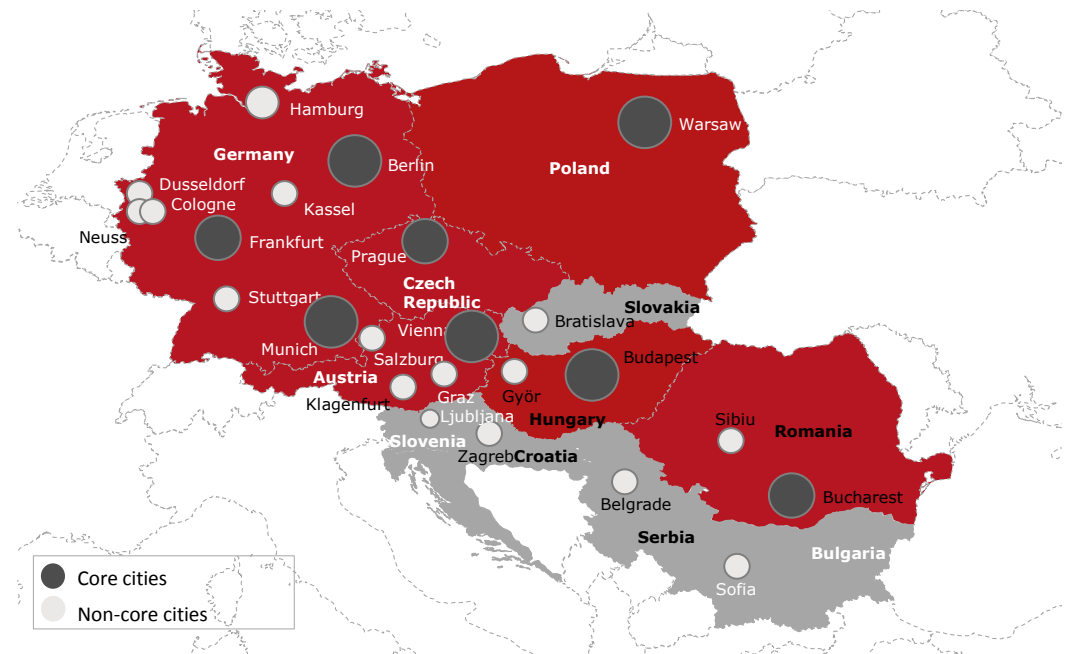 Hamburg
Warsaw
Germany
Berlin
Poland
Dusseldorf
Cologne
Kassel
Neuss
Frankfurt
Prague
Czech
Republic
Stuttgart
Slovakia
Bratislava
Vienna
Munich
Salzburg
Budapest
Austria
Klagenfurt
Graz
Györ
Ljubljana
Hungary
Sibiu
Romania
Slovenia
Zagreb
Croatia
Belgrade
Bucharest
Serbia
Bulgaria
Sofia
Core cities
Non-core cities